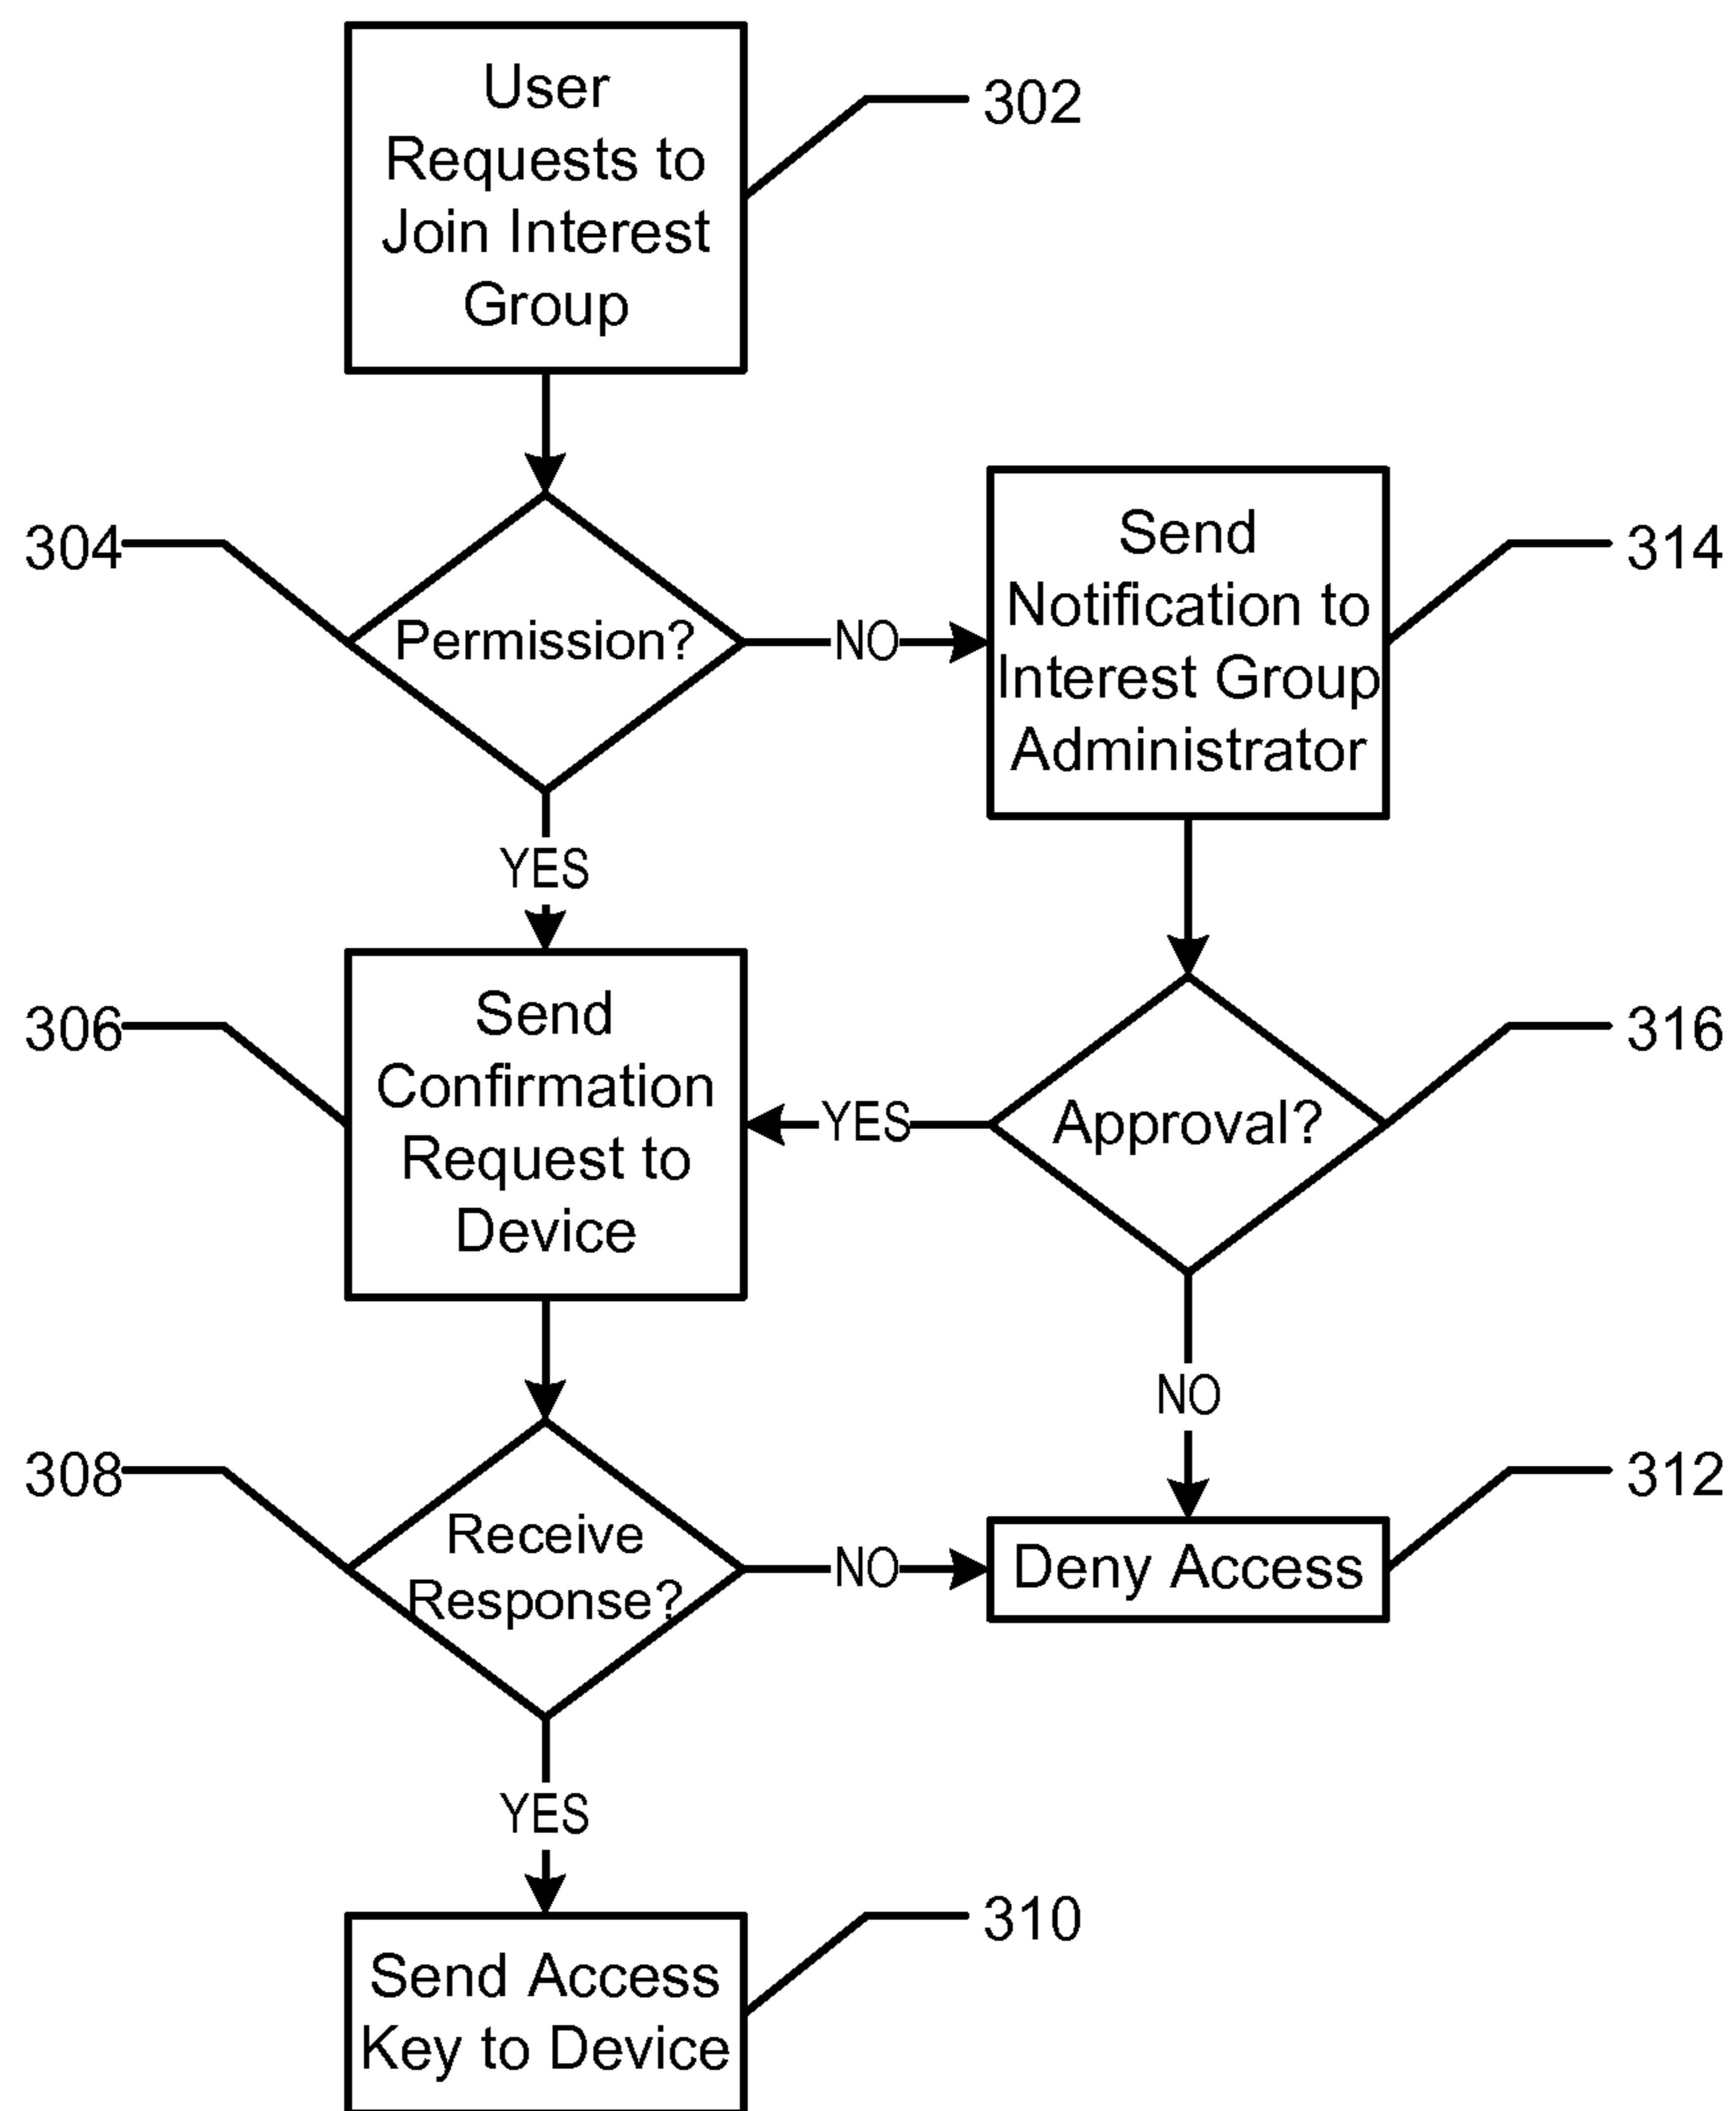 User
Requests to
Join Interest
Group
302
304
Permission?
NO
Send
Notification to
Interest Group
Administrator
314
YES
306
Send
Confirmation
Request to
Device
YES
Approval?
316
NO
308
Receive
Response?
NO
Deny Access
312
YES
Send Access
Key to Device
310